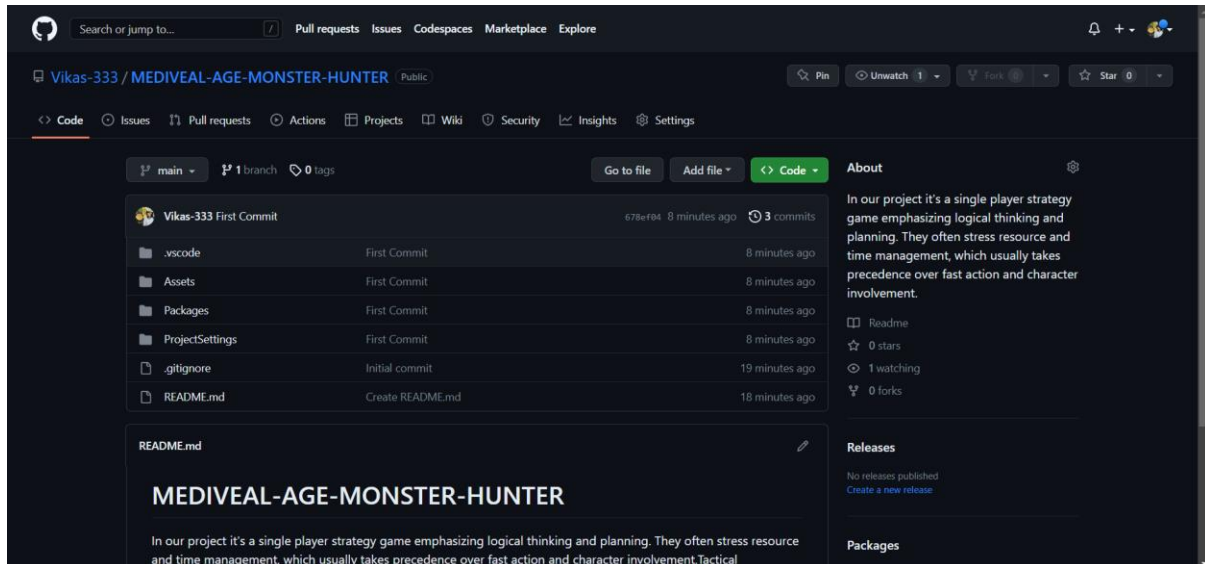 Search or jump to... / Pull requests Issues Codespaces Marketplace Explore
Vikas-333 / MEDIVEAL-AGE-MONSTER-HUNTER Public
Pin Unwatch 1 Fork 0 Star 0
Code Issues Pull requests Actions Projects Wiki Security Insights Settings
main 1 branch 0 tags Go to file Add file Code
Vikas-333 First Commit 678ef04 8 minutes ago 3 commits
.vscode First Commit 8 minutes ago
Assets First Commit 8 minutes ago
Packages First Commit 8 minutes ago
ProjectSettings First Commit 8 minutes ago
.gitignore Initial commit 19 minutes ago
README.md Create README.md 18 minutes ago
README.md
MEDIVEAL-AGE-MONSTER-HUNTER
In our project it's a single player strategy game emphasizing logical thinking and planning. They often stress resource
and time management, which usually takes precedence over fast action and character involvement.Tactical
About
In our project it's a single player strategy
game emphasizing logical thinking and
planning. They often stress resource and
time management, which usually takes
precedence over fast action and character
involvement.
Readme
0 stars
1 watching
0 forks
Releases
No releases published
Create a new release
Packages